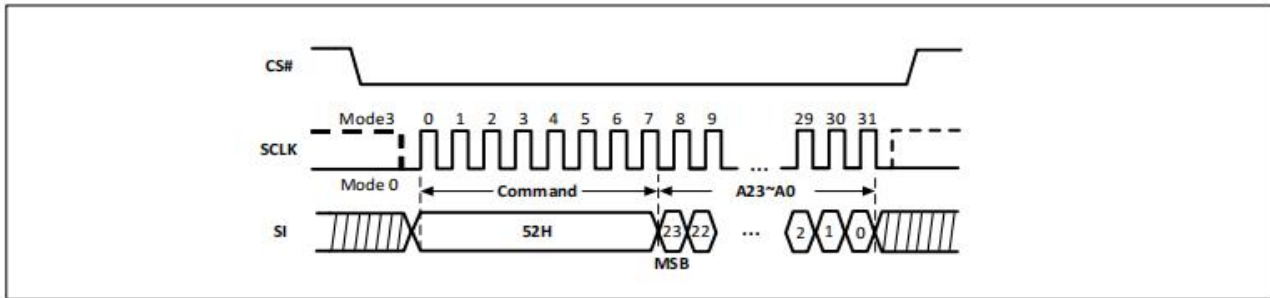 CS#
Mode3 0 1 2 3 4 5 6 7 8 9 29 30 31
SCLK ...
Mode 0 Command A23~A0
SI 52H 23 22 ... 2 1 0
MSB